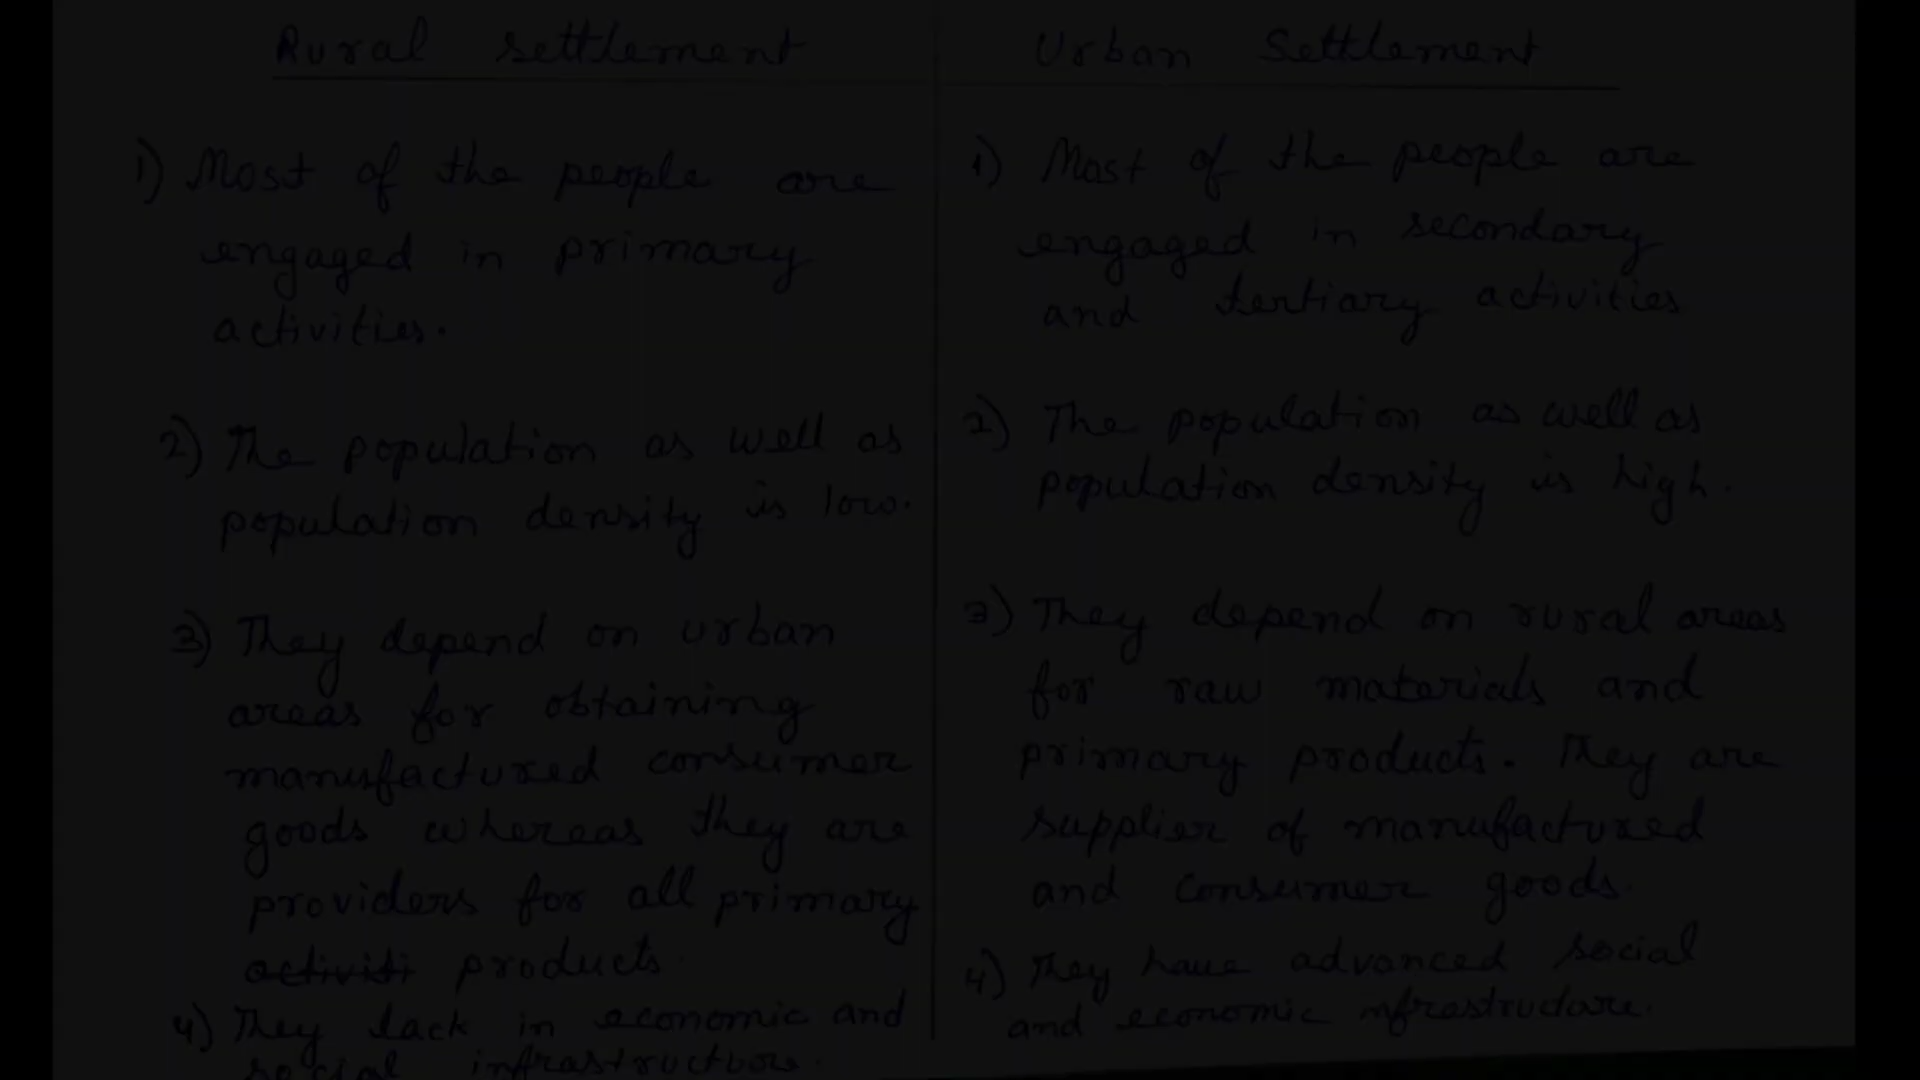 Rural settlement
1) Most of the people are
engaged in primary
activities.
2) The population as well as
population density is low.
3) They depend on urban
areas for obtaining
manufactured consumer
goods whereas they are
providers for all primary
activiti products
4) They lack in economic and
social infrastructure.
Urban Settlement
1) Most of the people are
engaged in secondary
and tertiary activities
2) The population as well as
population density is high.
3) They depend on rural areas
for raw materials and
primary products. They are
supplier of manufactured
and consumer goods
4) They have advanced social
and economic infrastructure.